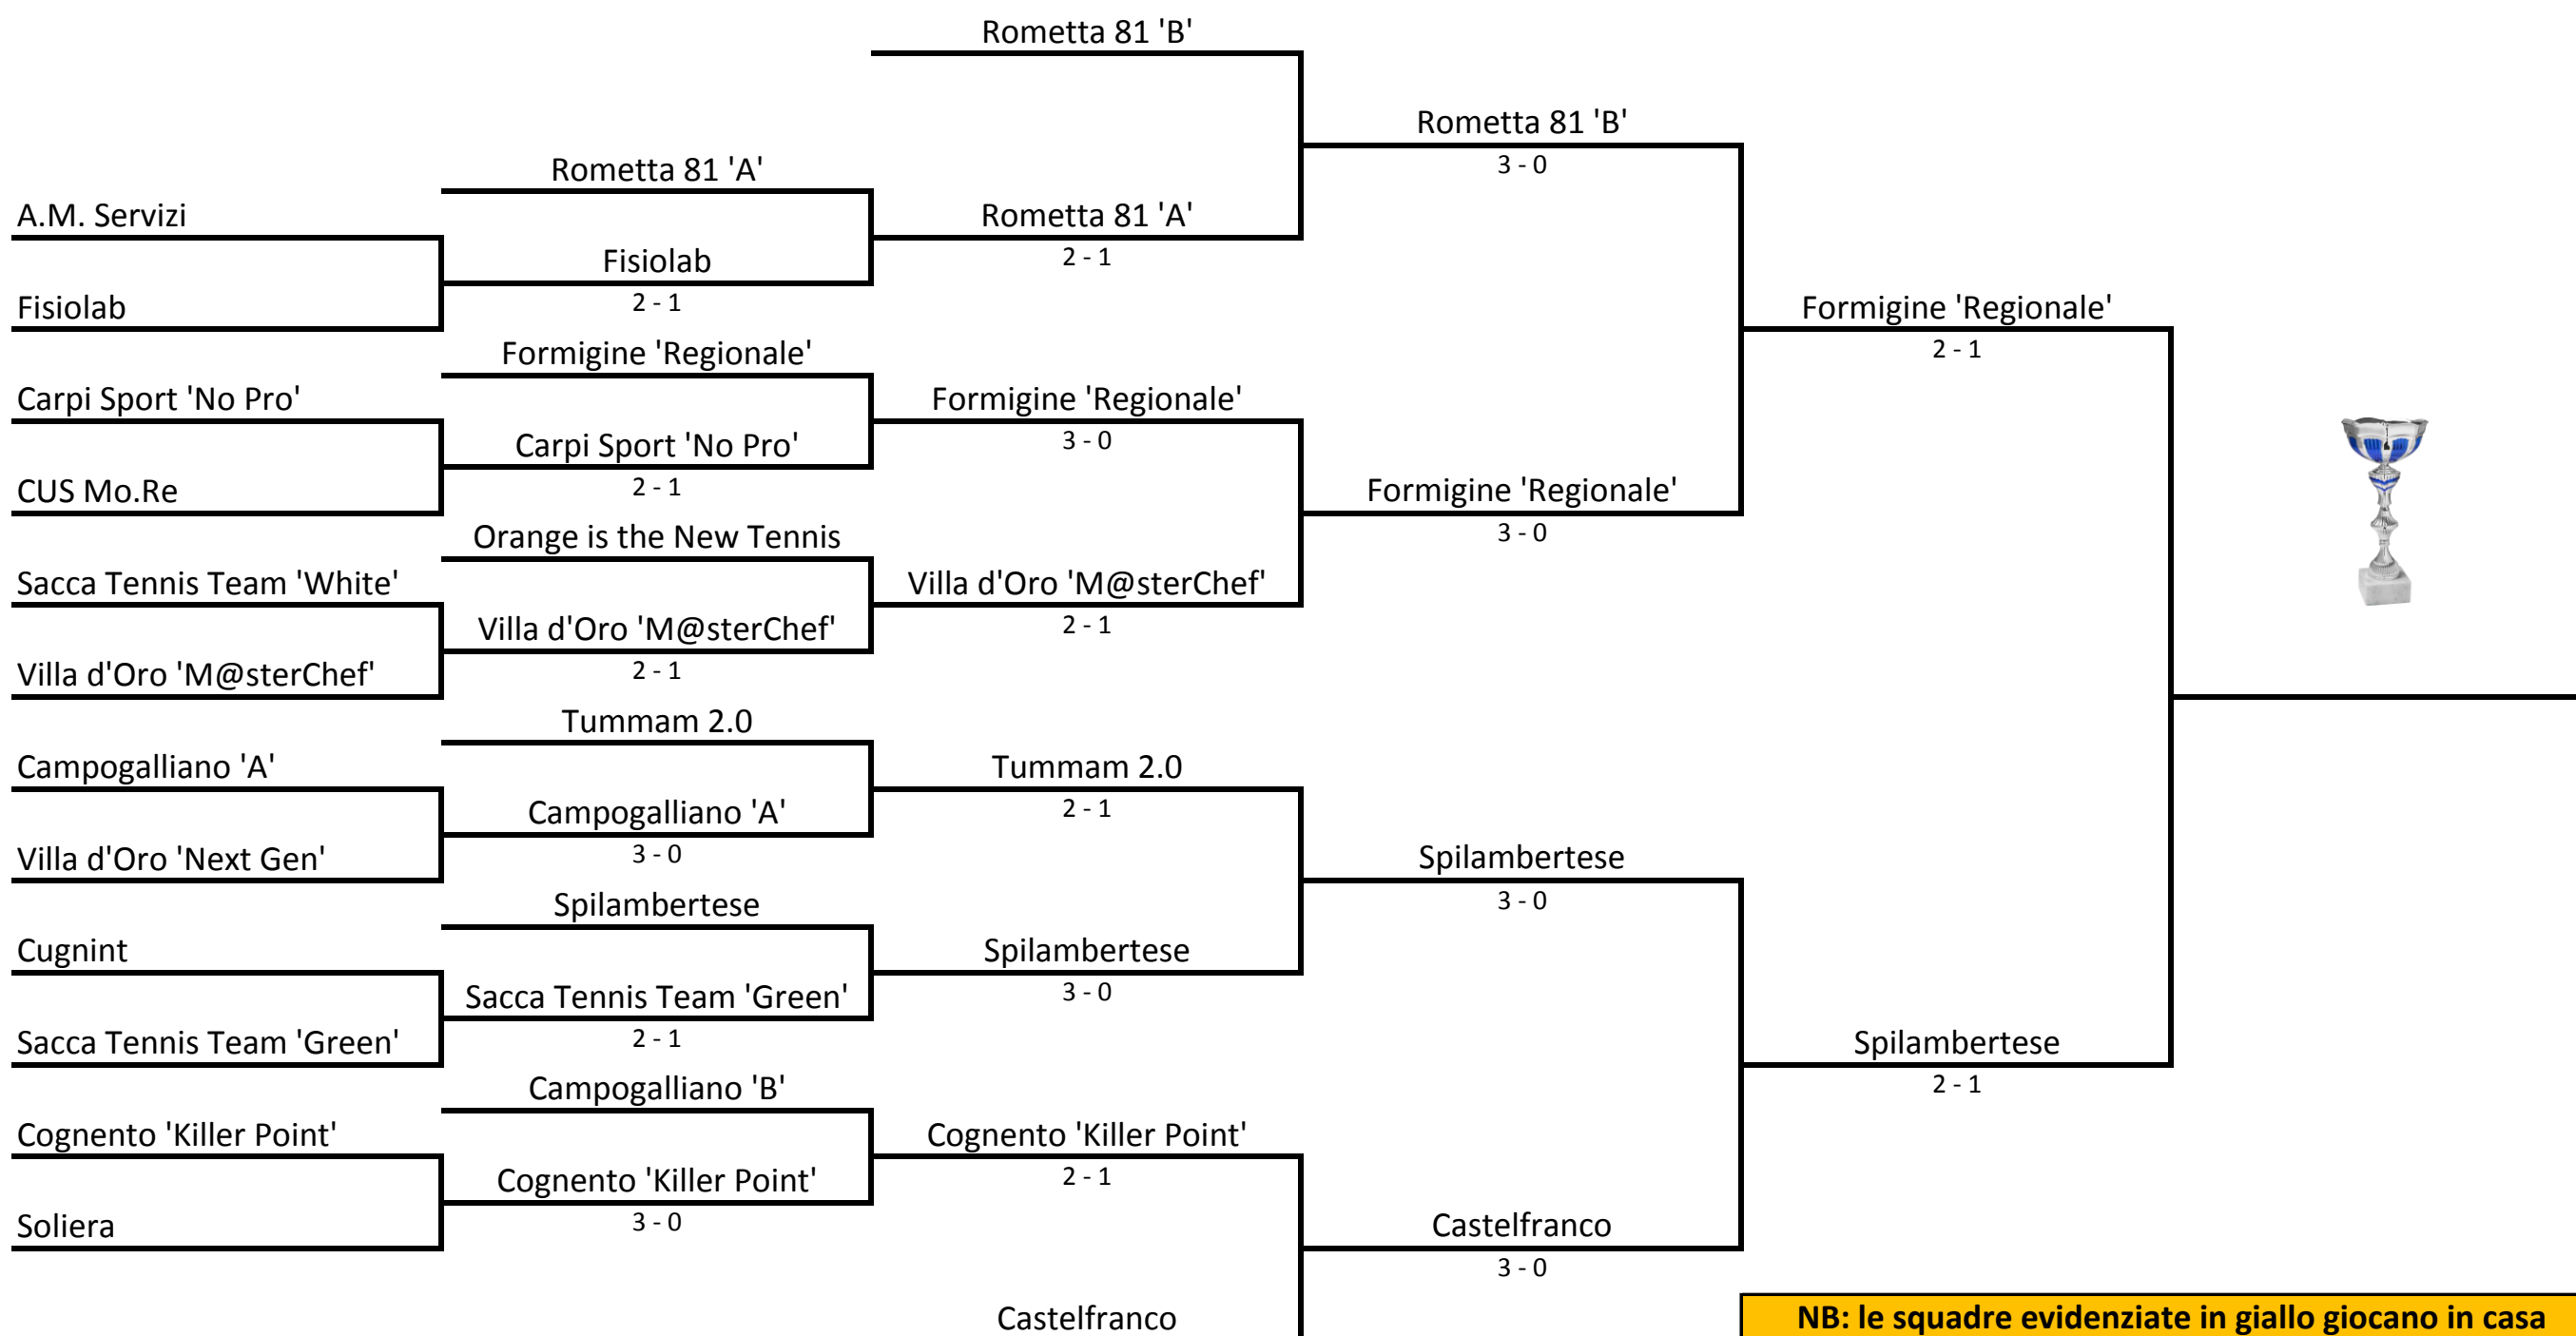 Rometta 81 'B'
Rometta 81 'B'
3 - 0
Rometta 81 'A'
A.M. Servizi
Rometta 81 'A'
2 - 1
Fisiolab
2 - 1
Fisiolab
Formigine 'Regionale'
2 - 1
Formigine 'Regionale'
Carpi Sport 'No Pro'
Formigine 'Regionale'
3 - 0
Carpi Sport 'No Pro'
2 - 1
CUS Mo.Re
Formigine 'Regionale'
3 - 0
Orange is the New Tennis
Sacca Tennis Team 'White'
Villa d'Oro 'M@sterChef'
2 - 1
Villa d'Oro 'M@sterChef'
2 - 1
Villa d'Oro 'M@sterChef'
Tummam 2.0
Campogalliano 'A'
Tummam 2.0
2 - 1
Campogalliano 'A'
3 - 0
Villa d'Oro 'Next Gen'
Spilambertese
3 - 0
Spilambertese
Cugnint
Spilambertese
3 - 0
Sacca Tennis Team 'Green'
2 - 1
Sacca Tennis Team 'Green'
Spilambertese
2 - 1
Campogalliano 'B'
Cognento 'Killer Point'
Cognento 'Killer Point'
2 - 1
Cognento 'Killer Point'
3 - 0
Soliera
Castelfranco
3 - 0
Castelfranco
NB: le squadre evidenziate in giallo giocano in casa